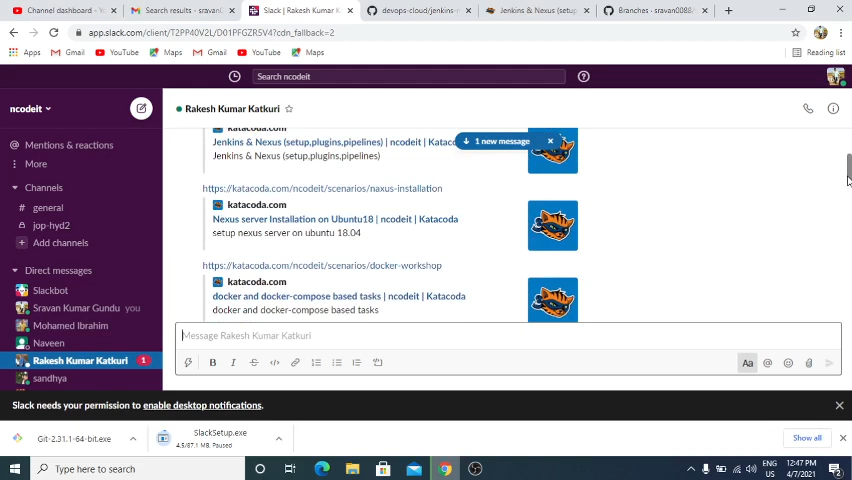 Channel dashboard - YouTub
Search results - sravan0
Slack | Rakesh Kumar Katkuri
devops-cloud/jenkins-n
Jenkins & Nexus (setup,
Branches · sravan0088/
app.slack.com/client/T2PP40V2L/D01PFGZR5V4?cdn_fallback=2
Apps
Gmail
YouTube
Maps
Gmail
YouTube
Maps
Reading list
Search ncodeit
ncodeit
Rakesh Kumar Katkuri
Mentions & reactions
More
Channels
# general
jop-hyd2
Add channels
Direct messages
Slackbot
Sravan Kumar Gundu you
Mohamed Ibrahim
Naveen
Rakesh Kumar Katkuri 1
sandhya
katacoda.com
Jenkins & Nexus (setup,plugins,pipelines) | ncodeit | Kataco
1 new message
Jenkins & Nexus (setup,plugins,pipelines)
https://katacoda.com/ncodeit/scenarios/naxus-installation
katacoda.com
Nexus server Installation on Ubuntu18 | ncodeit | Katacoda
setup nexus server on ubuntu 18.04
https://katacoda.com/ncodeit/scenarios/docker-workshop
katacoda.com
docker and docker-compose based tasks | ncodeit | Katacoda
docker and docker-compose based tasks
Message Rakesh Kumar Katkuri
B I S Aa @
Slack needs your permission to enable desktop notifications.
Git-2.31.1-64-bit.exe
SlackSetup.exe
4.5/87.1 MB, Paused
Show all
Type here to search
ENG
US
12:47 PM
4/7/2021
2